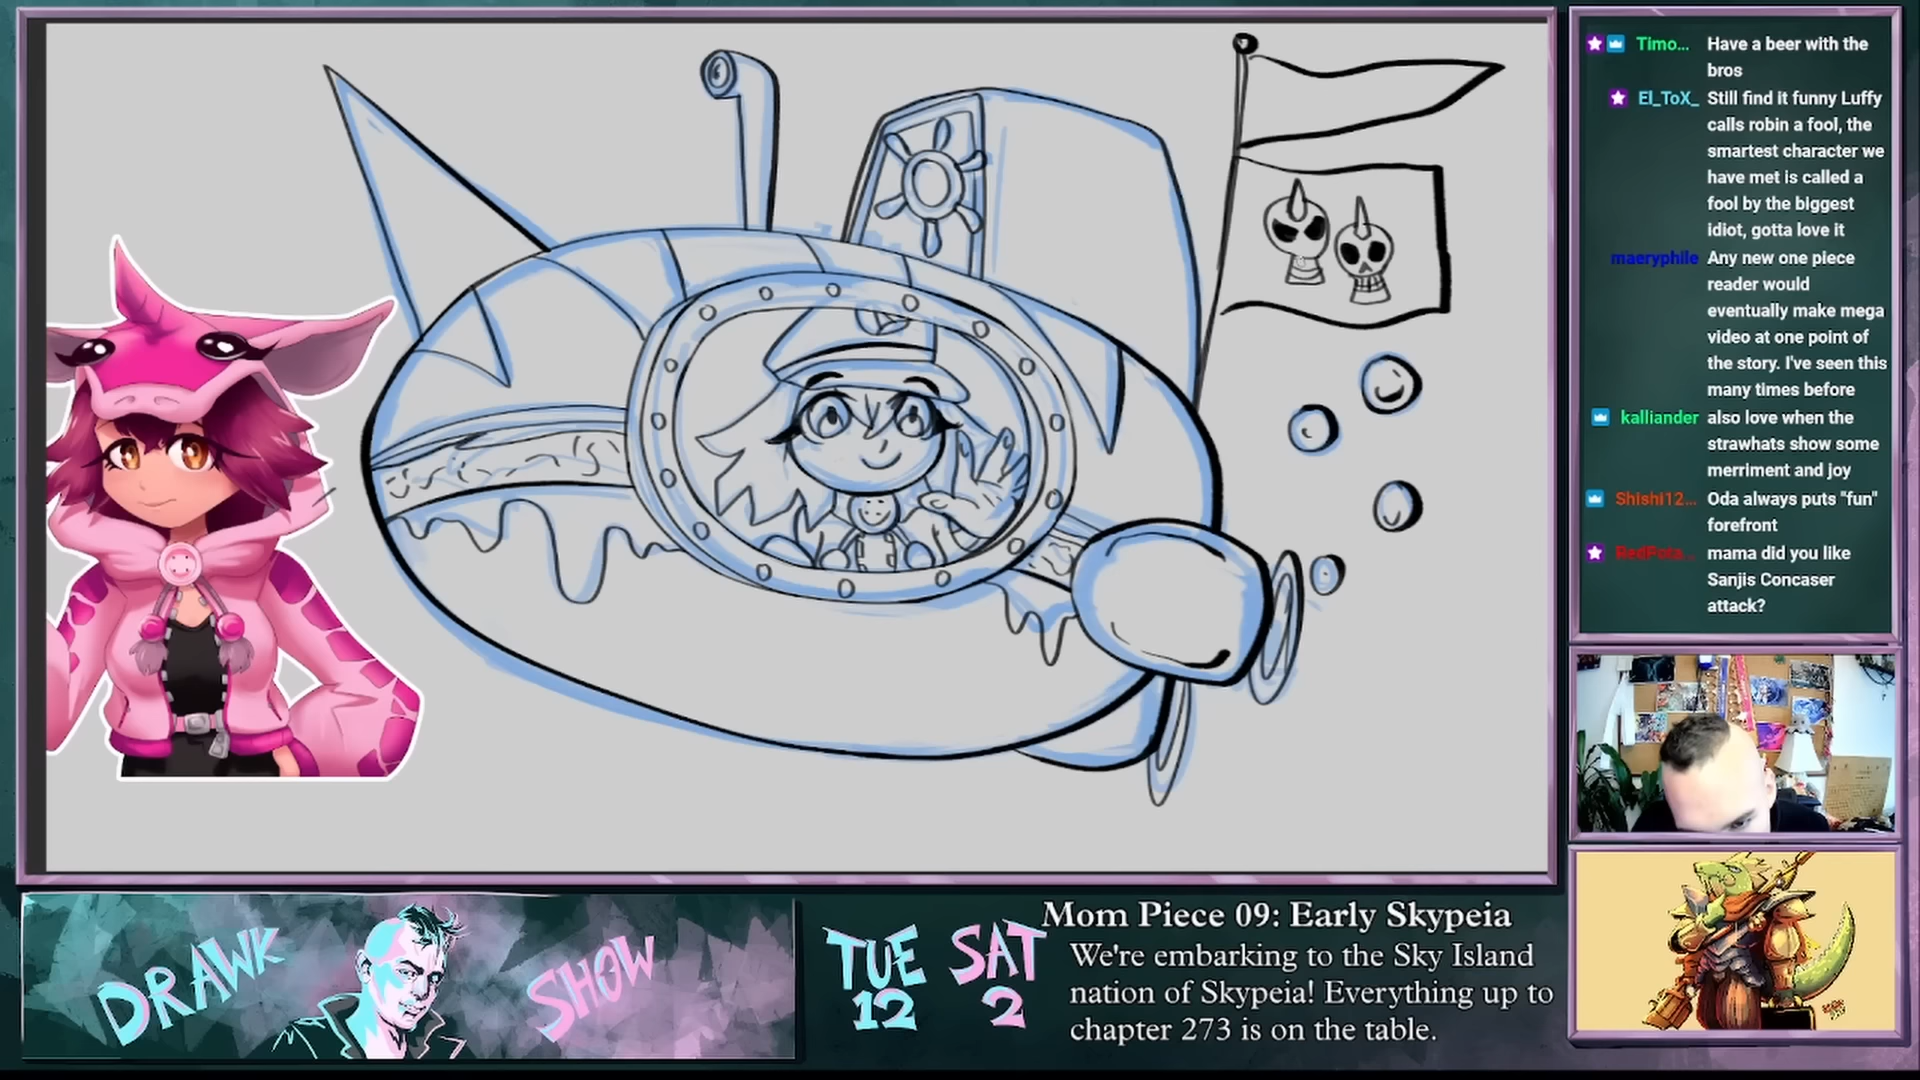 Timo... Have a beer with the
bros
El_ToX_ Still find it funny Luffy
calls robin a fool, the
smartest character we
have met is called a
fool by the biggest
idiot, gotta love it
maeryphile Any new one piece
reader would
eventually make mega
video at one point of
the story. I've seen this
many times before
kalliander also love when the
strawhats show some
merriment and joy
Shishi12... Oda always puts "fun"
forefront
RedPota... mama did you like
Sanjis Concaser
attack?
DRAWK SHOW
TUE SAT
12 2
Mom Piece 09: Early Skypeia
We're embarking to the Sky Island
nation of Skypeia! Everything up to
chapter 273 is on the table.